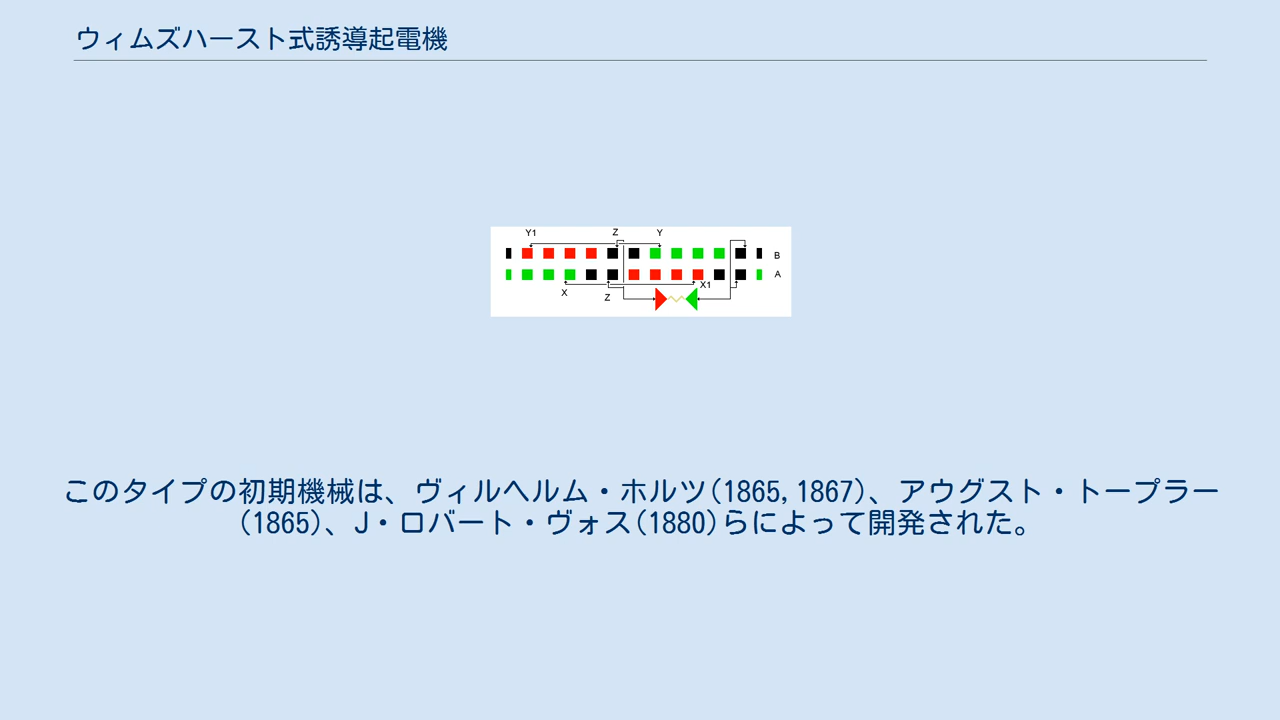 ウィムズハースト式誘導起電機
Y1 Z Y
B
A
X Z X1
このタイプの初期機械は、ヴィルヘルム・ホルツ(1865,1867)、アウグスト・トープラー
(1865)、J・ロバート・ヴォス(1880)らによって開発された。